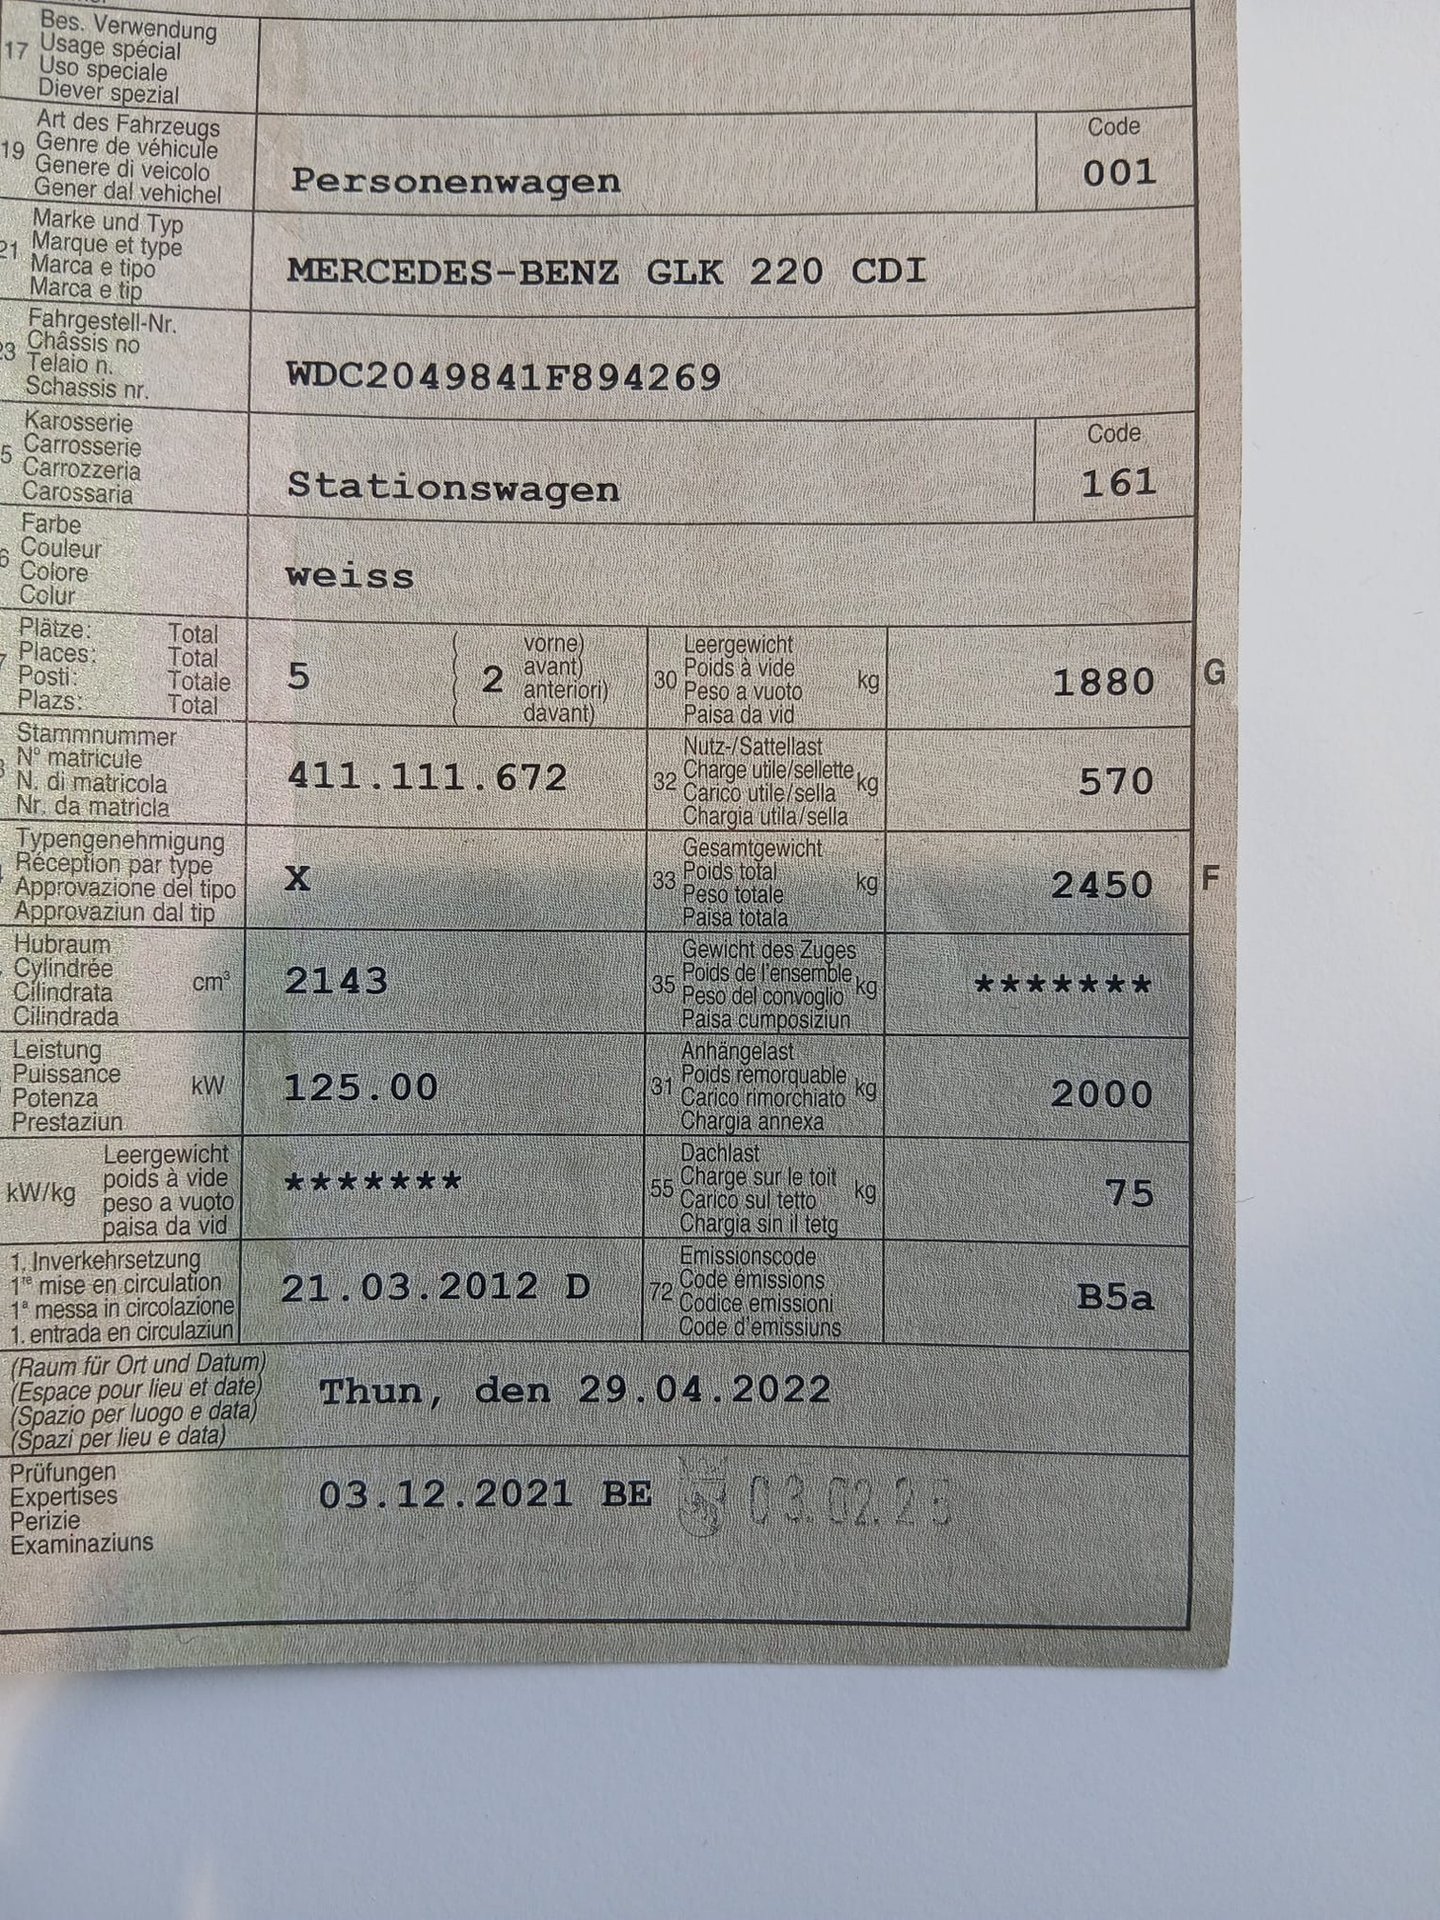 Bes. Verwendung
17 Usage spécial
Uso speciale
Diever spezial
Art des Fahrzeugs
19 Genre de véhicule
Genere di veicolo
Gener dal vehichel
Personenwagen
Code
001
Marke und Typ
21 Marque et type
Marca e tipo
Marca e tip
MERCEDES-BENZ GLK 220 CDI
Fahrgestell-Nr.
23 Châssis no
Telaio n.
Schassis nr.
WDC2049841F894269
Karosserie
5 Carrosserie
Carrozzeria
Carossaria
Stationswagen
Code
161
Farbe
6 Couleur
Colore
Colur
weiss
Plätze: Total
7 Places: Total
Posti: Totale
Plazs: Total
5
( 2 vorne)
avant)
anteriori)
davant)
Leergewicht
30 Poids à vide kg
Peso a vuoto
Paisa da vid
1880 G
Stammnummer
N° matricule
N. di matricola
Nr. da matricla
411.111.672
Nutz-/Sattellast
32 Charge utile/sellette kg
Carico utile/sella
Chargia utila/sella
570
Typengenehmigung
Réception par type
Approvazione del tipo
Approvaziun dal tip
X
Gesamtgewicht
33 Poids total kg
Peso totale
Paisa totala
2450 F
Hubraum
Cylindrée cm³
Cilindrata
Cilindrada
2143
Gewicht des Zuges
35 Poids de l'ensemble kg
Peso del convoglio
Paisa cumposiziun
*******
Leistung
Puissance kW
Potenza
Prestaziun
125.00
Anhängelast
31 Poids remorquable kg
Carico rimorchiato
Chargia annexa
2000
Leergewicht
kW/kg poids à vide
peso a vuoto
paisa da vid
*******
Dachlast
55 Charge sur le toit kg
Carico sul tetto
Chargia sin il tetg
75
1. Inverkehrsetzung
1re mise en circulation
1a messa in circolazione
1. entrada en circulaziun
21.03.2012 D
Emissionscode
72 Code émissions
Codice emissioni
Code d'emissiuns
B5a
(Raum für Ort und Datum)
(Espace pour lieu et date)
(Spazio per luogo e data)
(Spazi per lieu e data)
Thun, den 29.04.2022
Prüfungen
Expertises
Perizie
Examinaziuns
03.12.2021 BE